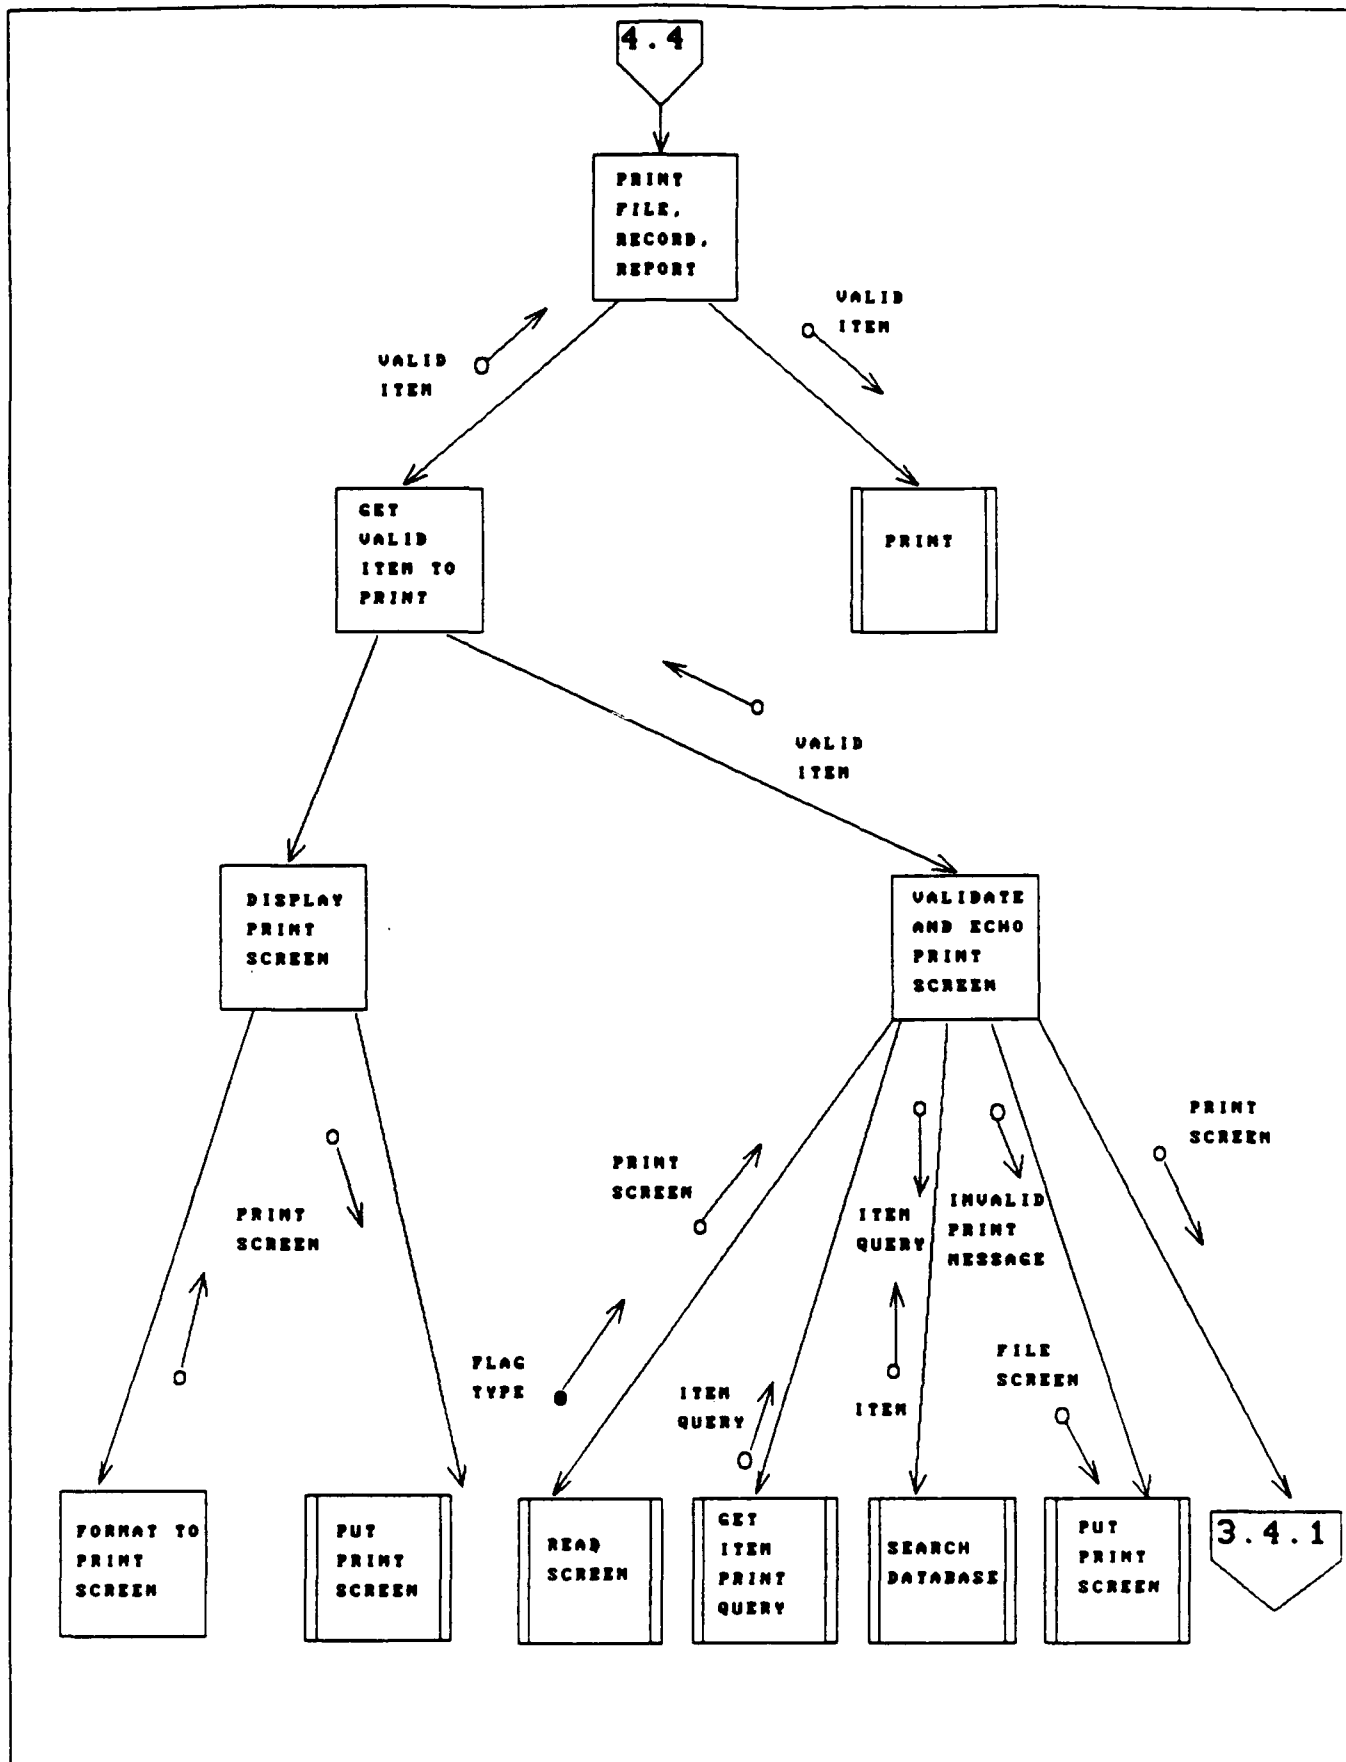 4.4
PRINT
FILE,
RECORD,
REPORT
VALID
ITEM
VALID
ITEM
GET
VALID
ITEM TO
PRINT
PRINT
VALID
ITEM
DISPLAY
PRINT
SCREEN
VALIDATE
AND ECHO
PRINT
SCREEN
PRINT
SCREEN
PRINT
SCREEN
ITEM
QUERY
INVALID
PRINT
MESSAGE
PRINT
SCREEN
FLAG
TYPE
ITEM
QUERY
ITEM
FILE
SCREEN
FORMAT TO
PRINT
SCREEN
PUT
PRINT
SCREEN
READ
SCREEN
GET
ITEM
PRINT
QUERY
SEARCH
DATABASE
PUT
PRINT
SCREEN
3.4.1